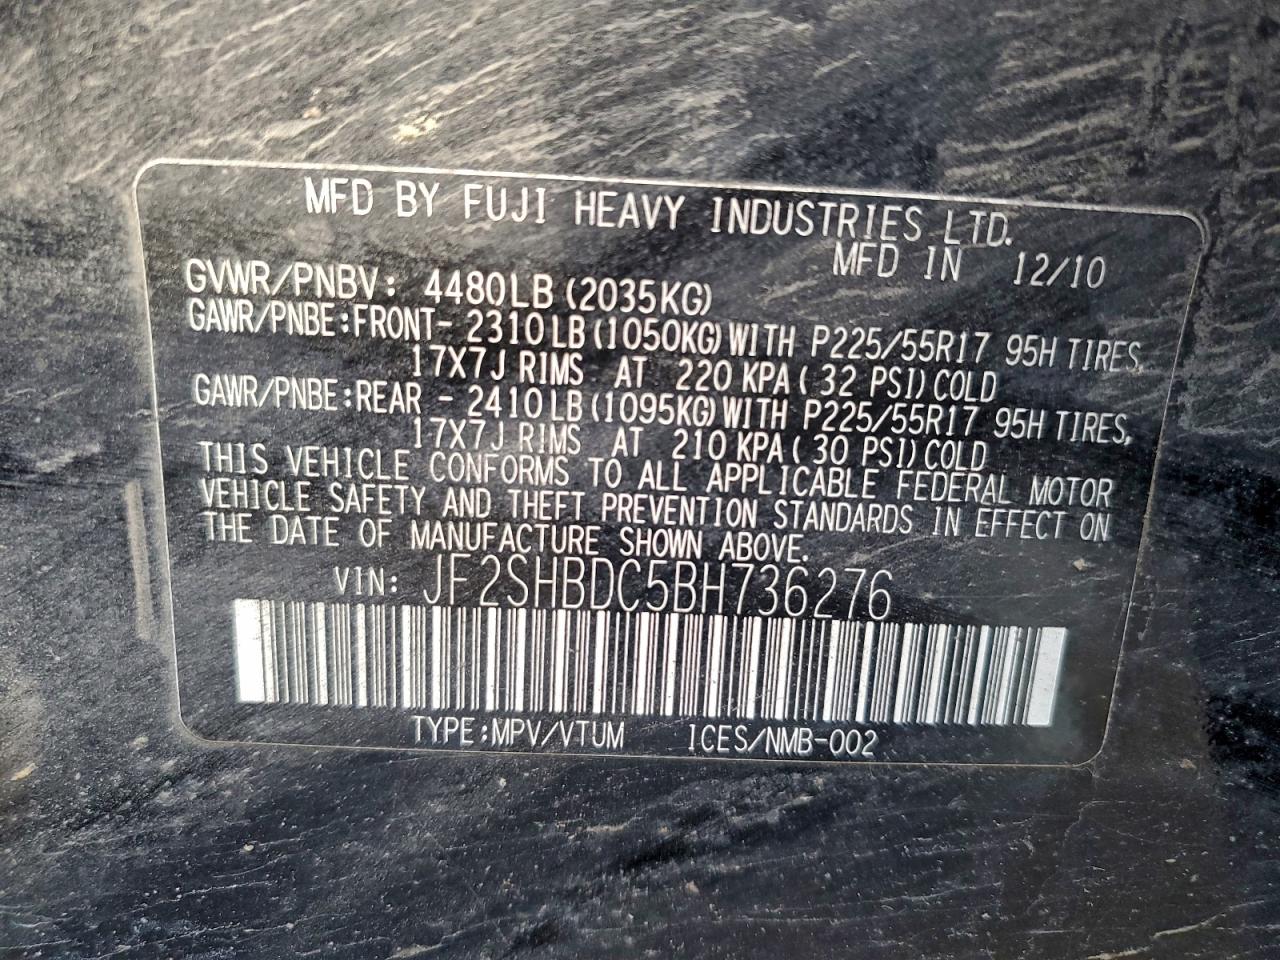 MFD BY FUJI HEAVY INDUSTRIES LTD.
MFD IN 12/10
GVWR/PNBV: 4480LB (2035KG)
GAWR/PNBE:FRONT- 2310LB(1050KG)WITH P225/55R17 95H TIRES,
17X7J RIMS AT 220 KPA( 32 PSI)COLD
GAWR/PNBE:REAR - 2410LB(1095KG)WITH P225/55R17 95H TIRES,
17X7J RIMS AT 210 KPA( 30 PSI)COLD
THIS VEHICLE CONFORMS TO ALL APPLICABLE FEDERAL MOTOR
VEHICLE SAFETY AND THEFT PREVENTION STANDARDS IN EFFECT ON
THE DATE OF MANUFACTURE SHOWN ABOVE.
VIN: JF2SHBDC5BH736276
TYPE:MPV/VTUM ICES/NMB-002